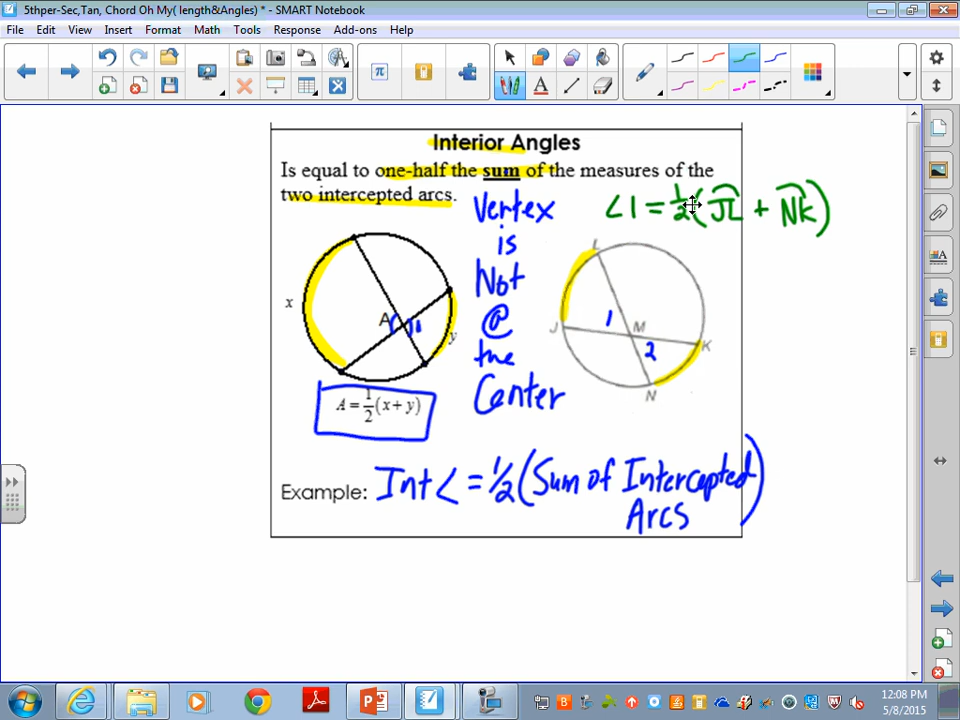 5thper-Sec,Tan, Chord Oh My( length&Angles) * - SMART Notebook
File Edit View Insert Format Math Tools Response Add-ons Help
Interior Angles
Is equal to one-half the sum of the measures of the
two intercepted arcs.
∠1 = 1/2(JL + NK)
Vertex
is
Not
@
the
Center
x
A
y
L
J
1
M
2
K
N
A = 1/2(x + y)
Example: Int ∠ = 1/2 (Sum of Intercepted
Arcs)
12:08 PM
5/8/2015